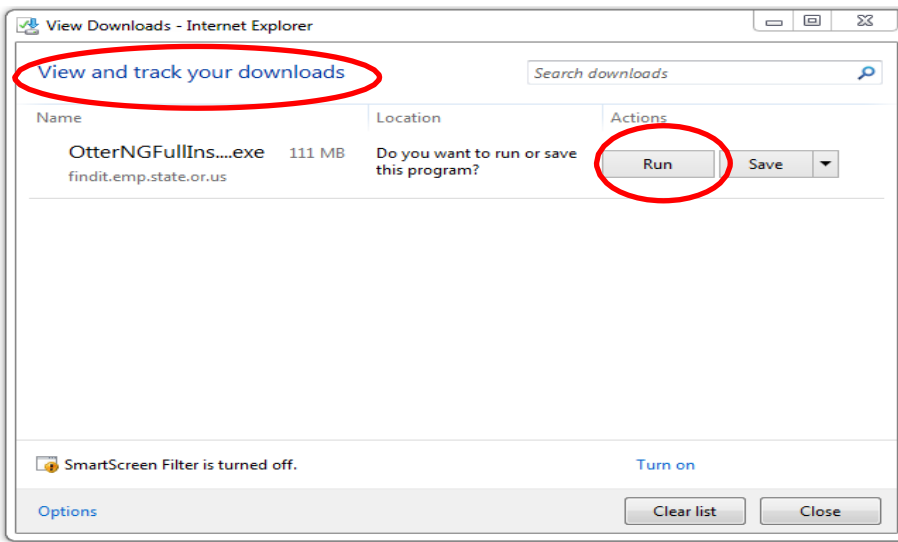 View Downloads - Internet Explorer
View and track your downloads
Search downloads
Name Location Actions
OtterNGFullIns....exe 111 MB Do you want to run or save
this program? Run Save
findit.emp.state.or.us
SmartScreen Filter is turned off. Turn on
Options Clear list Close